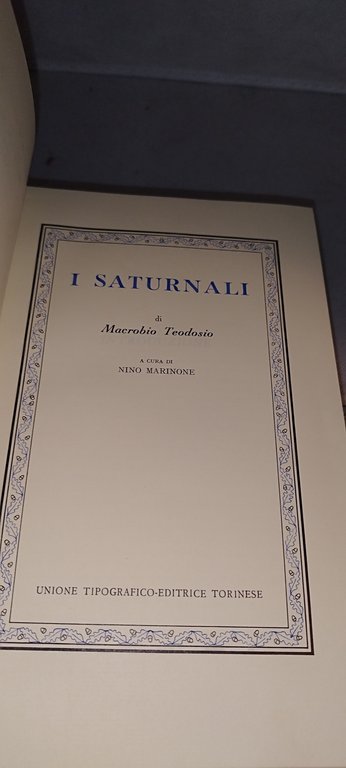 I SATURNALI
di
Macrobio Teodosio
A CURA DI
NINO MARINONE
UNIONE TIPOGRAFICO-EDITRICE TORINESE